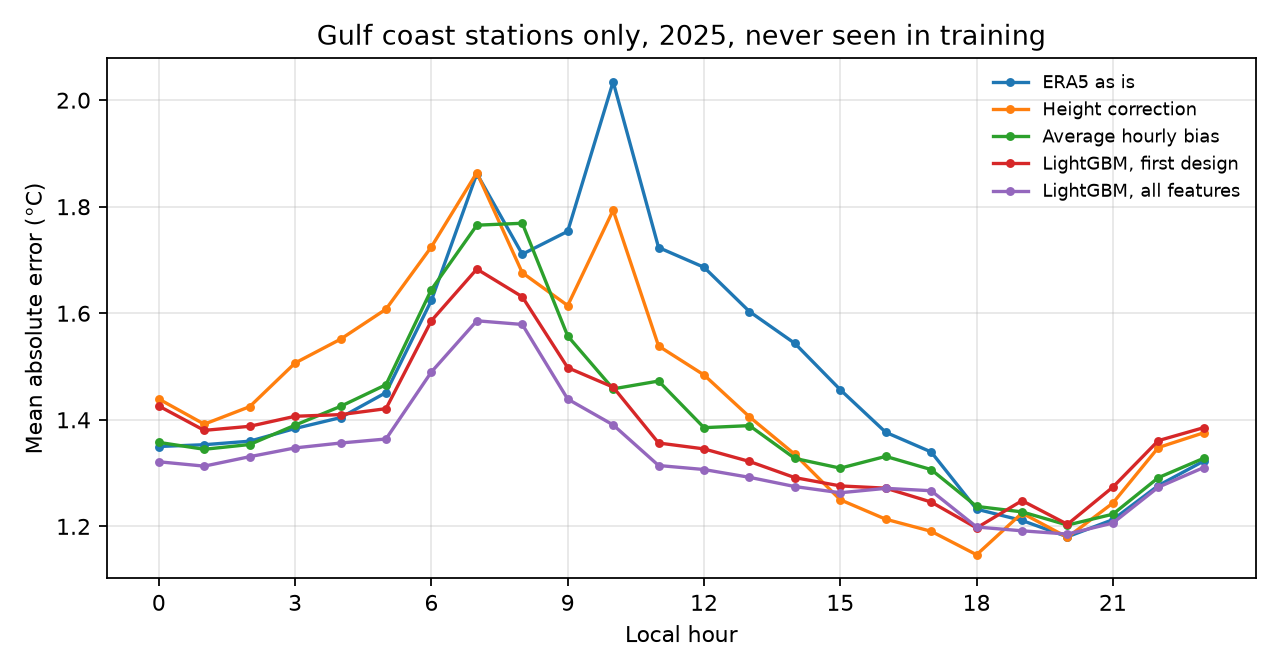 Gulf coast stations only, 2025, never seen in training
Mean absolute error (°C)
2.0
1.8
1.6
1.4
1.2
ERA5 as is
Height correction
Average hourly bias
LightGBM, first design
LightGBM, all features
0 3 6 9 12 15 18 21
Local hour